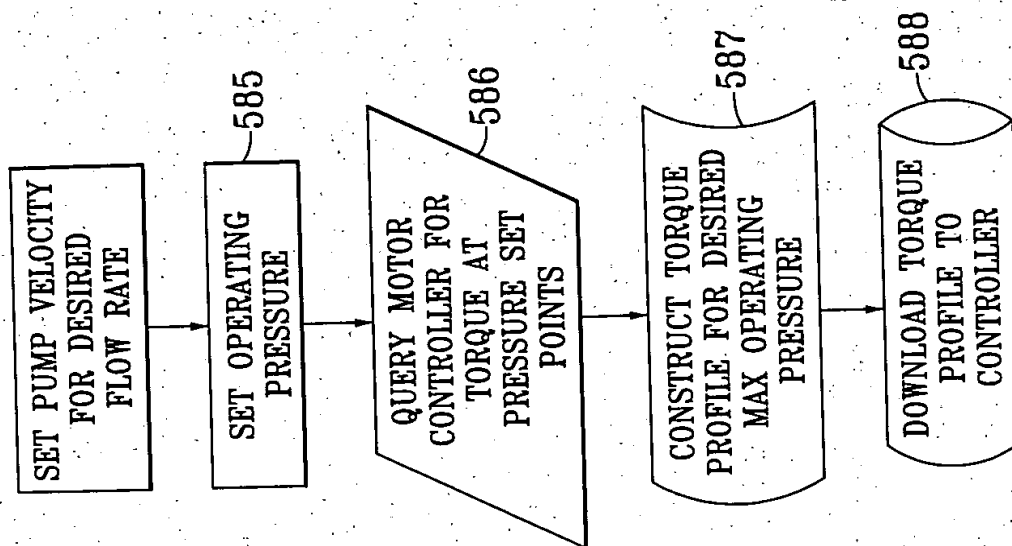 SET PUMP VELOCITY
FOR DESIRED
FLOW RATE
585
SET OPERATING
PRESSURE
586
QUERY MOTOR
CONTROLLER FOR
TORQUE AT
PRESSURE SET
POINTS
587
CONSTRUCT TORQUE
PROFILE FOR DESIRED
MAX OPERATING
PRESSURE
588
DOWNLOAD TORQUE
PROFILE TO
CONTROLLER